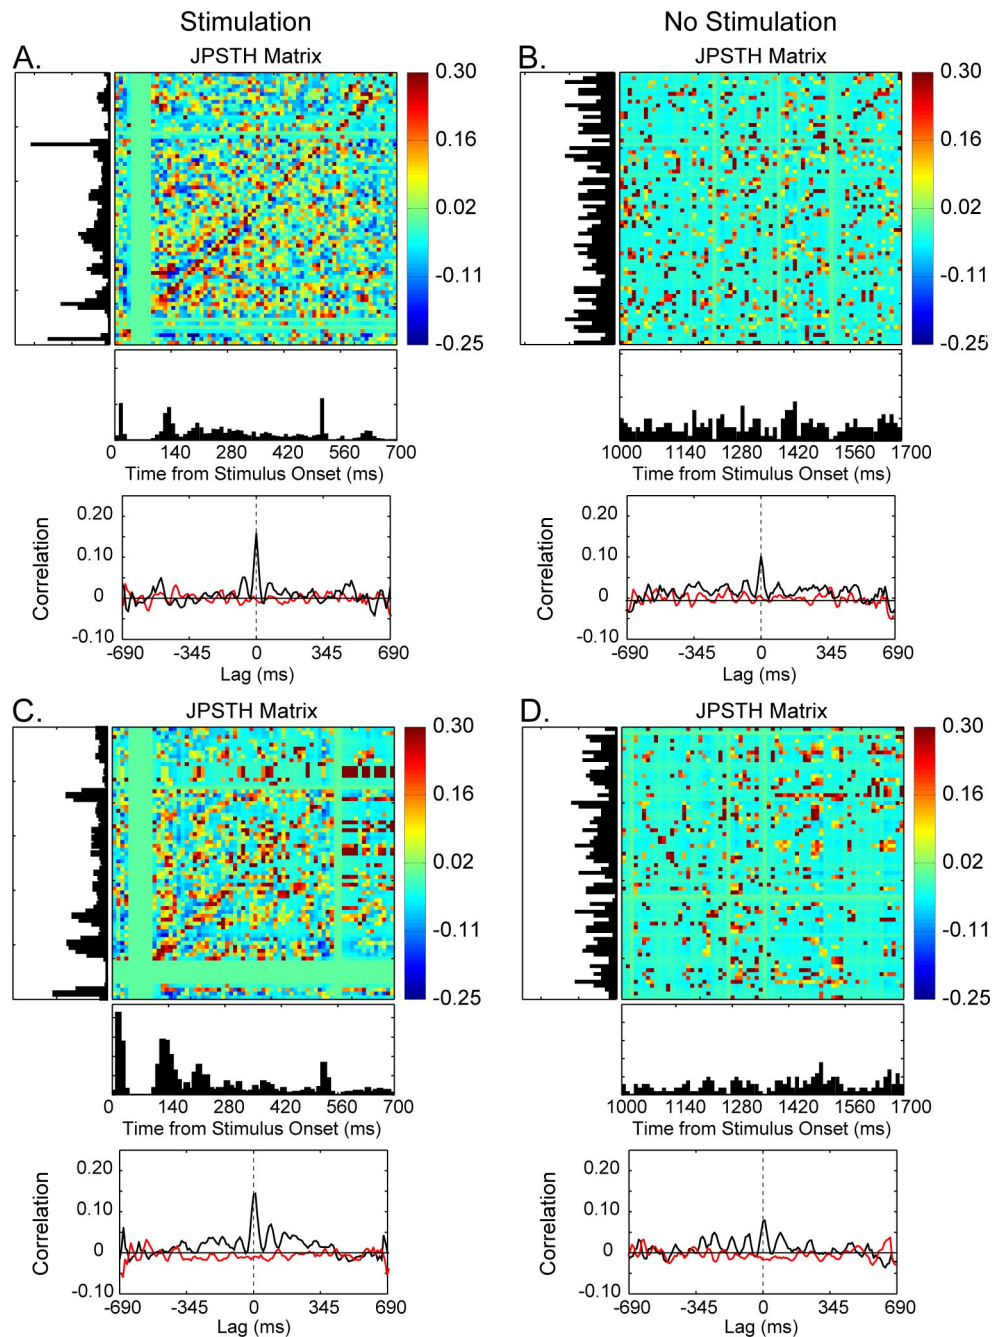 Stimulation
No Stimulation
A.
JPSTH Matrix
0.30
0.16
0.02
-0.11
-0.25
0 140 280 420 560 700
Time from Stimulus Onset (ms)
Correlation
0.20
0.10
0
-0.10
-690 -345 0 345 690
Lag (ms)
B.
JPSTH Matrix
0.30
0.16
0.02
-0.11
-0.25
1000 1140 1280 1420 1560 1700
Time from Stimulus Onset (ms)
Correlation
0.20
0.10
0
-0.10
-690 -345 0 345 690
Lag (ms)
C.
JPSTH Matrix
0.30
0.16
0.02
-0.11
-0.25
0 140 280 420 560 700
Time from Stimulus Onset (ms)
Correlation
0.20
0.10
0
-0.10
-690 -345 0 345 690
Lag (ms)
D.
JPSTH Matrix
0.30
0.16
0.02
-0.11
-0.25
1000 1140 1280 1420 1560 1700
Time from Stimulus Onset (ms)
Correlation
0.20
0.10
0
-0.10
-690 -345 0 345 690
Lag (ms)